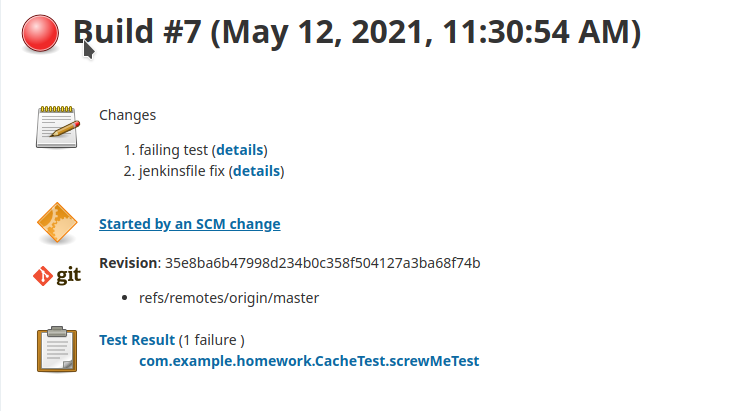 Build #7 (May 12, 2021, 11:30:54 AM)
Changes
1. failing test (details)
2. jenkinsfile fix (details)
Started by an SCM change
git
Revision: 35e8ba6b47998d234b0c358f504127a3ba68f74b
• refs/remotes/origin/master
Test Result (1 failure )
com.example.homework.CacheTest.screwMeTest